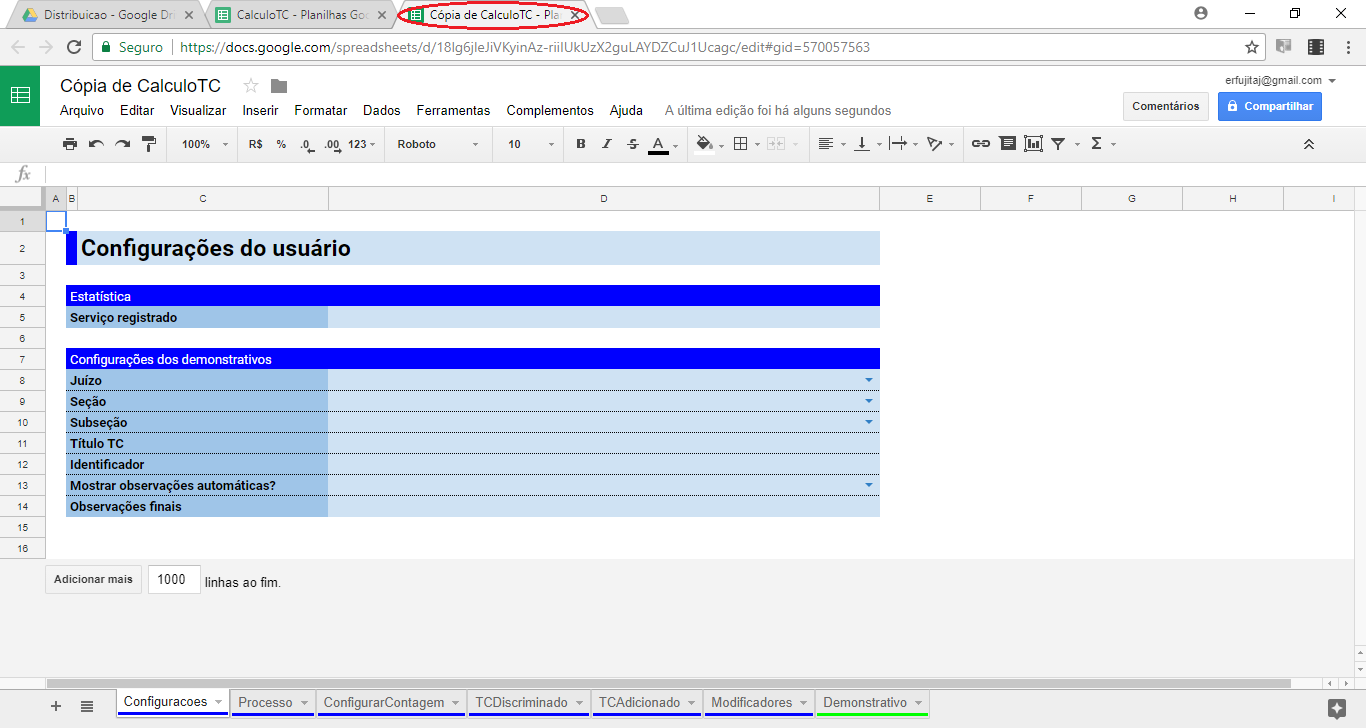 Distribuicao - Google Dr
CalculoTC - Planilhas Goo
Cópia de CalculoTC - Pla
Seguro
https://docs.google.com/spreadsheets/d/18Ig6jIeJiVKyinAz-riiIUkUzX2guLAYDZCuJ1Ucagc/edit#gid=570057563
Cópia de CalculoTC
erfujitaj@gmail.com
Arquivo Editar Visualizar Inserir Formatar Dados Ferramentas Complementos Ajuda A última edição foi há alguns segundos
Comentários Compartilhar
100% R$ % .0 .00 123 Roboto 10 B I S A Σ
fx
A B C D E F G H I
1
2 Configurações do usuário
3
4 Estatística
5 Serviço registrado
6
7 Configurações dos demonstrativos
8 Juízo
9 Seção
10 Subseção
11 Título TC
12 Identificador
13 Mostrar observações automáticas?
14 Observações finais
15
16
Adicionar mais 1000 linhas ao fim.
Configuracoes Processo ConfigurarContagem TCDiscriminado TCAdicionado Modificadores Demonstrativo